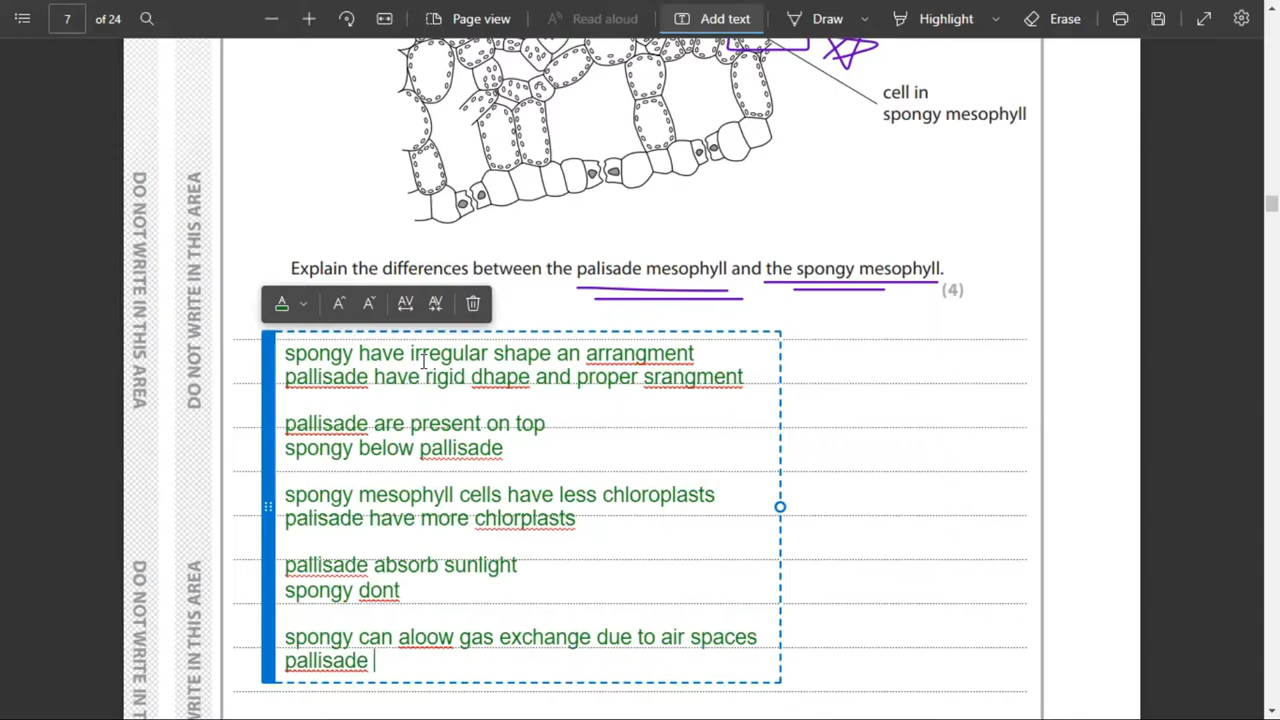 7
of 24
Page view
Read aloud
Add text
Draw
Highlight
Erase
cell in
spongy mesophyll
DO NOT WRITE IN THIS AREA
DO NOT WRITE IN THIS AREA
Explain the differences between the palisade mesophyll and the spongy mesophyll.
(4)
A
A^
Aˇ
AV
AV
spongy have irregular shape an arrangment
pallisade have rigid dhape and proper srangment
pallisade are present on top
spongy below pallisade
spongy mesophyll cells have less chloroplasts
palisade have more chlorplasts
pallisade absorb sunlight
spongy dont
spongy can aloow gas exchange due to air spaces
pallisade
DO NOT WRITE IN T
WRITE IN THIS AREA